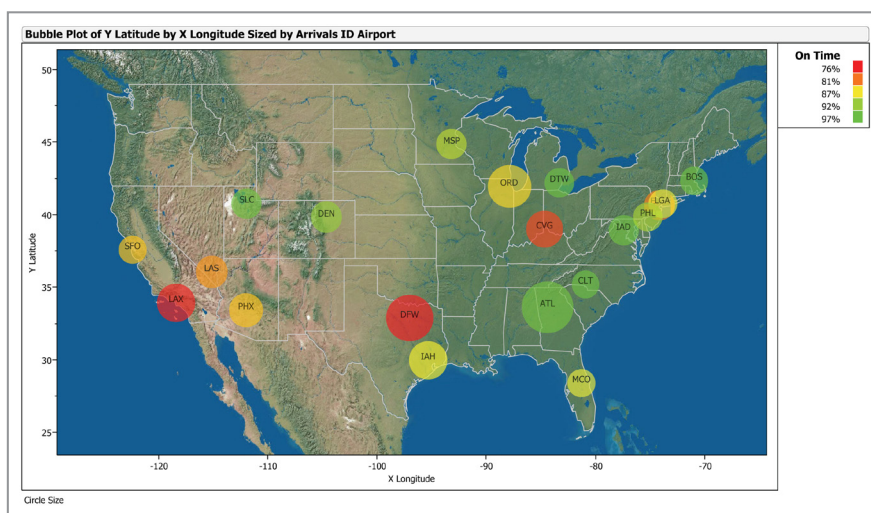 Bubble Plot of Y Latitude by X Longitude Sized by Arrivals ID Airport
On Time
76%
81%
87%
92%
97%
50
45
40
35
30
25
Y Latitude
MSP
ORD
DTW
BOS
SLC
DEN
LGA
PHL
CVG
IAD
SFO
LAS
CLT
LAX
PHX
DFW
ATL
IAH
MCO
-120
-110
-100
-90
-80
-70
X Longitude
Circle Size